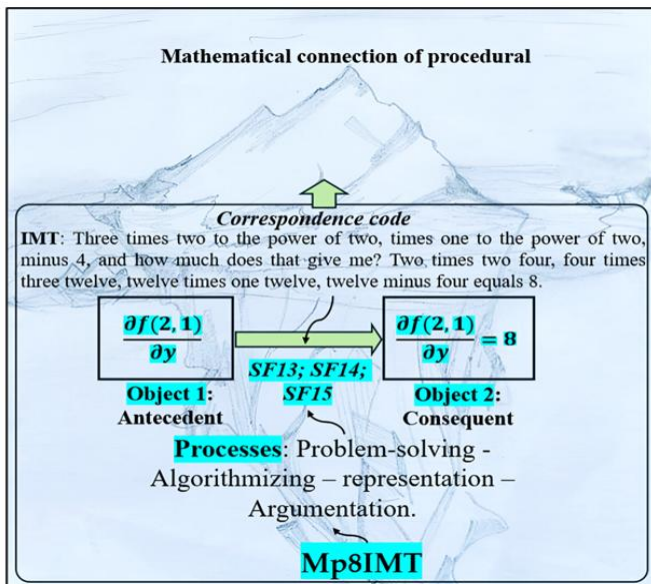 Mathematical connection of procedural
Correspondence code
IMT: Three times two to the power of two, times one to the power of two,
minus 4, and how much does that give me? Two times two four, four times
three twelve, twelve times one twelve, twelve minus four equals 8.
∂f(2, 1)
∂y
∂f(2, 1)
∂y = 8
SF13; SF14;
SF15
Object 1:
Antecedent
Object 2:
Consequent
Processes: Problem-solving -
Algorithmizing – representation –
Argumentation.
Mp8IMT